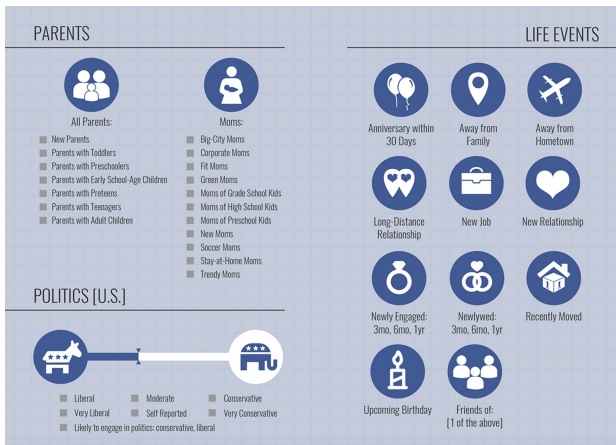 PARENTS
All Parents:
New Parents
Parents with Toddlers
Parents with Preschoolers
Parents with Early School-Age Children
Parents with Preteens
Parents with Teenagers
Parents with Adult Children
Moms:
Big-City Moms
Corporate Moms
Fit Moms
Green Moms
Moms of Grade School Kids
Moms of High School Kids
Moms of Preschool Kids
New Moms
Soccer Moms
Stay-at-Home Moms
Trendy Moms
POLITICS [U.S.]
Liberal
Moderate
Conservative
Very Liberal
Self Reported
Very Conservative
Likely to engage in politics: conservative, liberal
LIFE EVENTS
Anniversary within
30 Days
Away from
Family
Away from
Hometown
Long-Distance
Relationship
New Job
New Relationship
Newly Engaged:
3mo, 6mo, 1yr
Newlywed:
3mo, 6mo, 1yr
Recently Moved
Upcoming Birthday
Friends of:
[1 of the above]